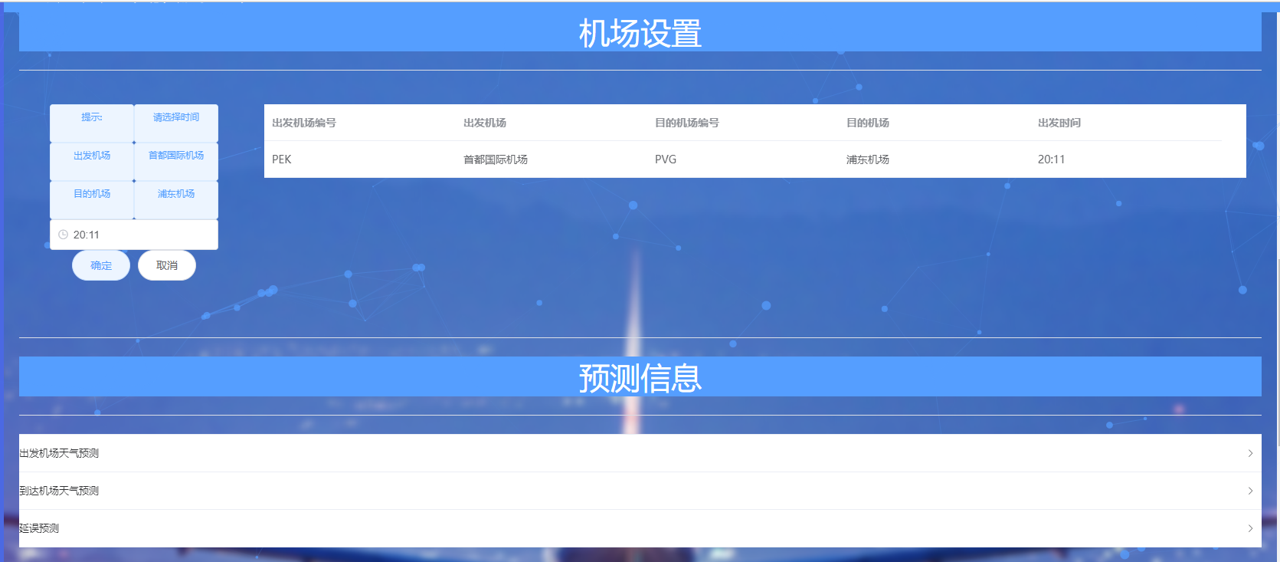 机场设置
提示: 请选择时间
出发机场 首都国际机场
目的机场 浦东机场
20:11
确定 取消
出发机场编号 出发机场 目的机场编号 目的机场 出发时间
PEK 首都国际机场 PVG 浦东机场 20:11
预测信息
出发机场天气预测
到达机场天气预测
延误预测